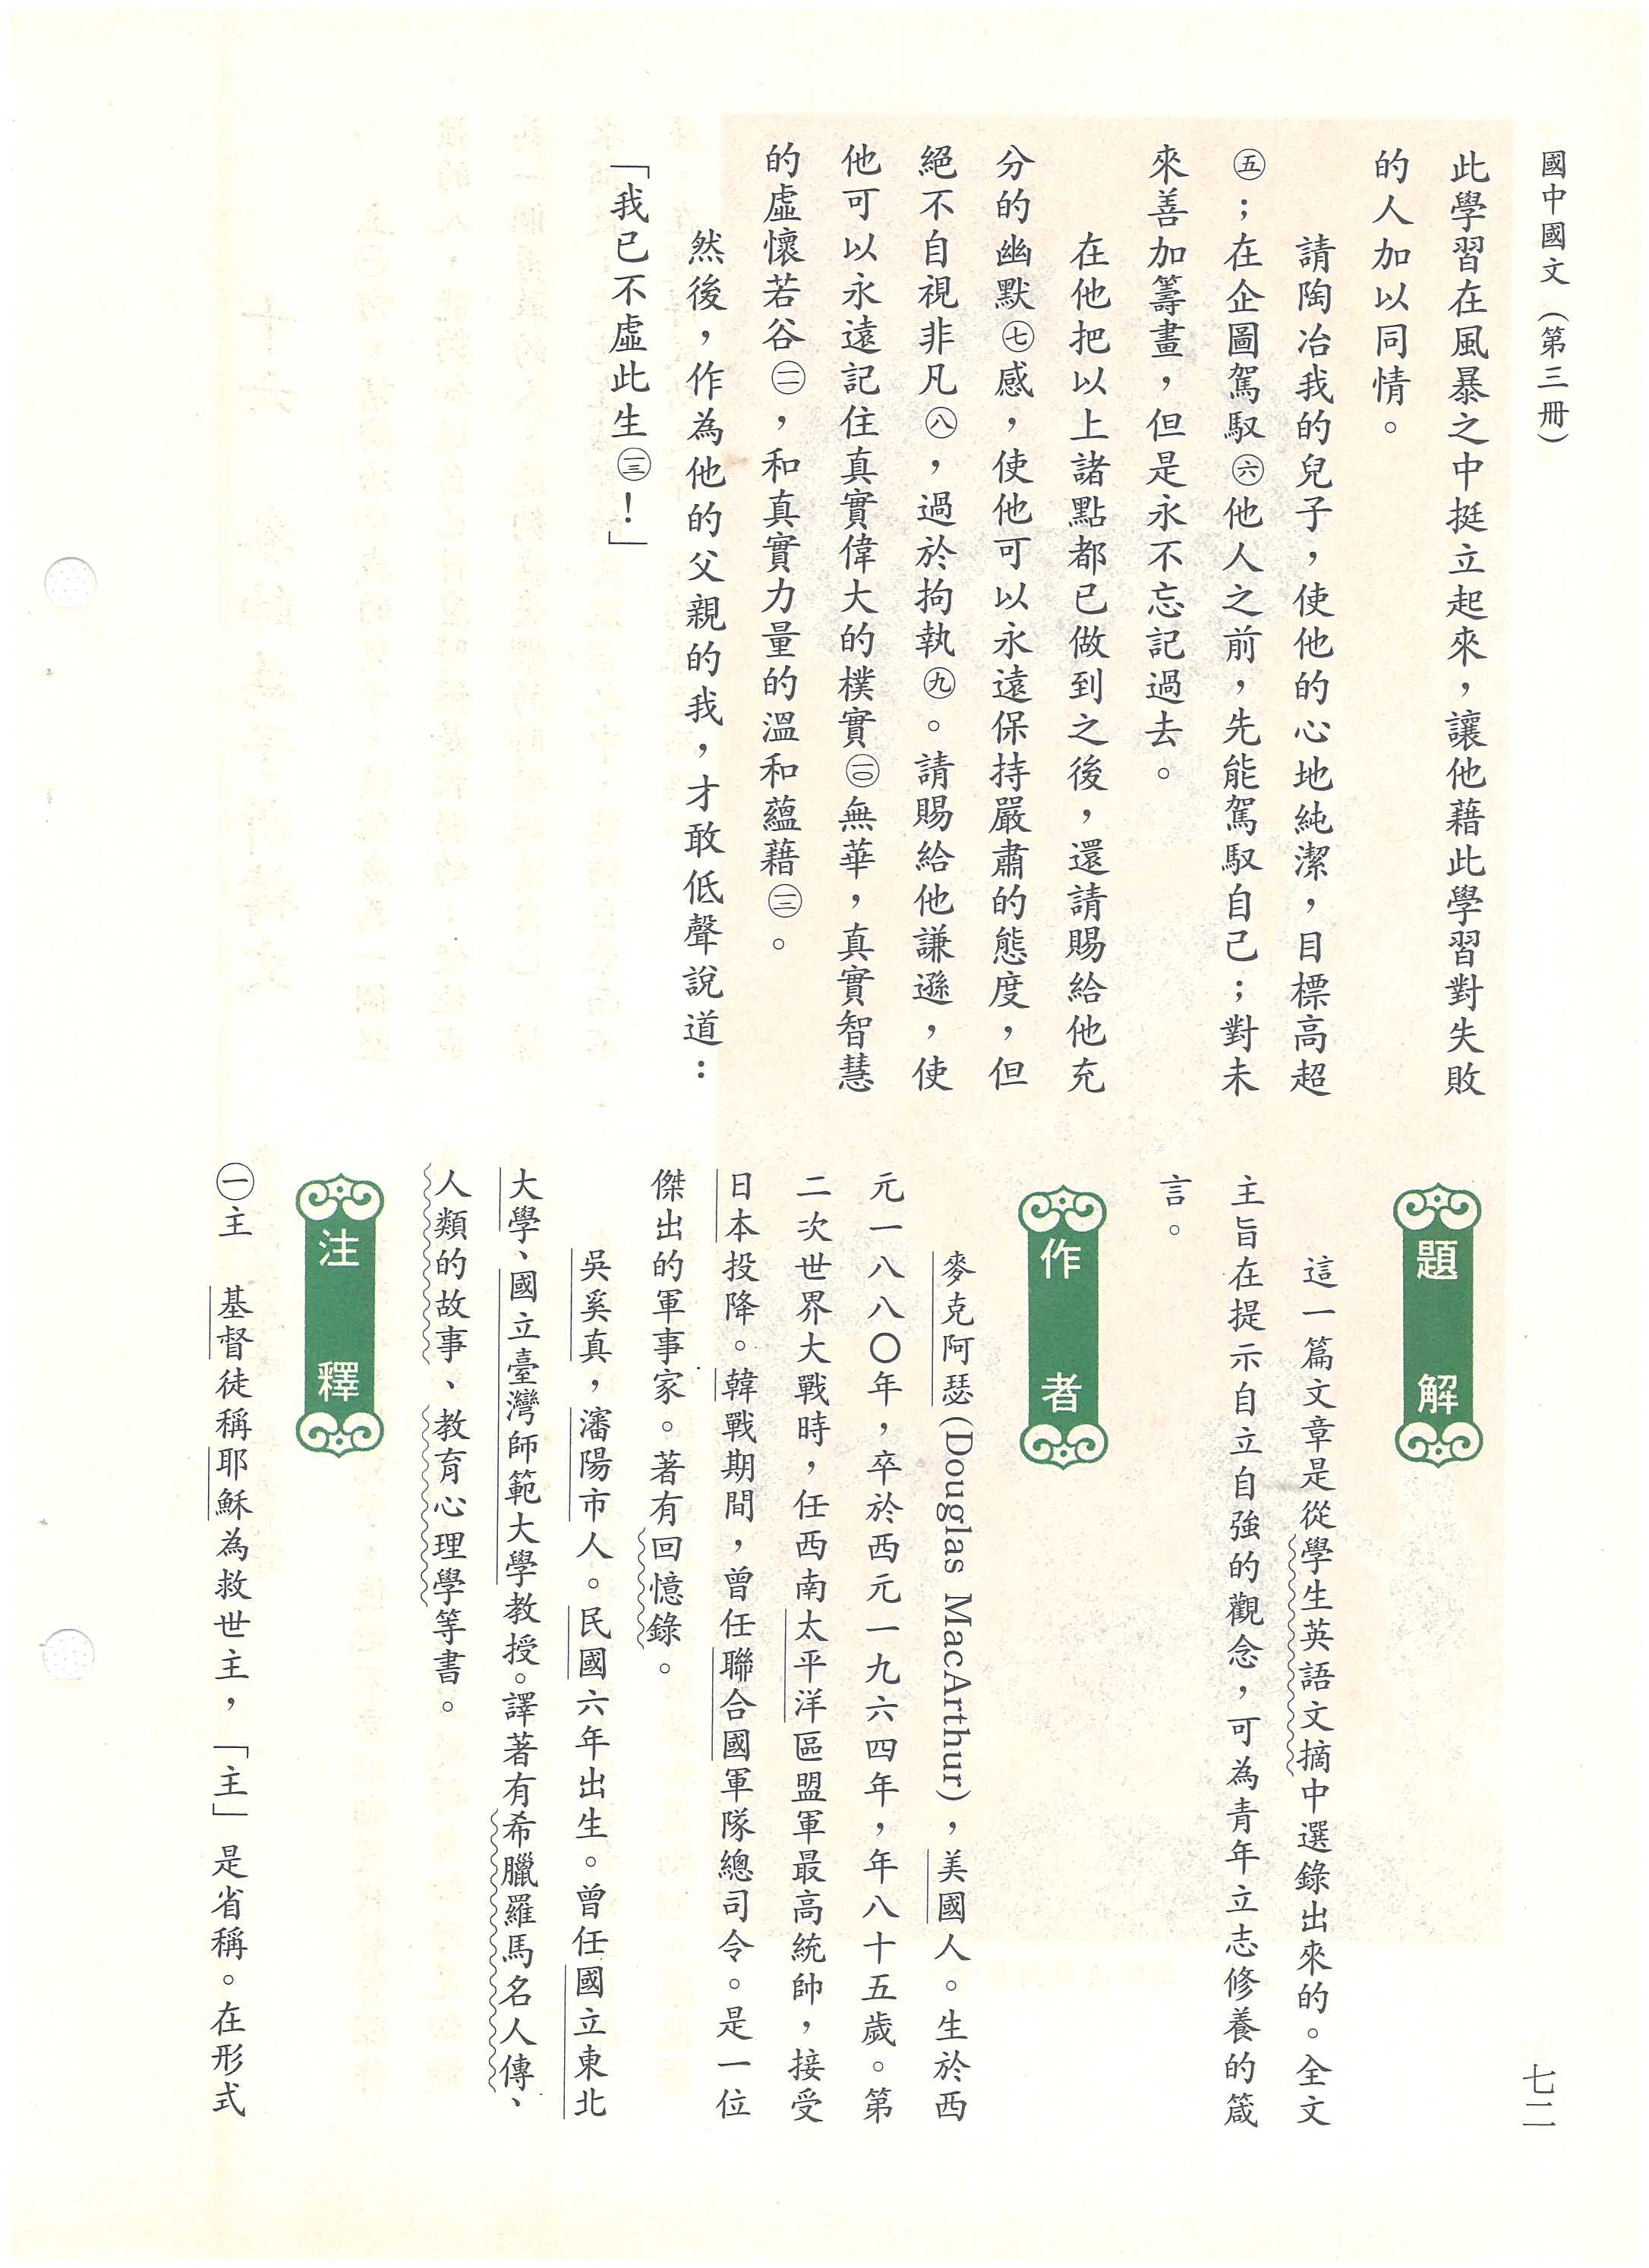 國中國文(第三冊)
此學習在風暴之中挺立起來,讓他藉此學習對失敗
的人加以同情。
請陶冶我的兒子,使他的心地純潔,目標高超
㊄;在企圖駕馭㊅他人之前,先能駕馭自己;對未
來善加籌畫,但是永不忘記過去。
在他把以上諸點都已做到之後,還請賜給他充
分的幽默㊆感,使他可以永遠保持嚴肅的態度,但
絕不自視非凡㊇,過於拘執㊈。請賜給他謙遜,使
他可以永遠記住真實偉大的樸實㊀〇無華,真實智慧
的虛懷若谷㊀一,和真實力量的溫和蘊藉㊀二。
然後,作為他的父親的我,才敢低聲說道:
「我已不虛此生㊀三!」
題解
這一篇文章是從學生英語文摘中選錄出來的。全文
主旨在提示自立自強的觀念,可為青年立志修養的箴
言。
作者
麥克阿瑟(Douglas MacArthur),美國人。生於西
元一八八〇年,卒於西元一九六四年,年八十五歲。第
二次世界大戰時,任西南太平洋區盟軍最高統帥,接受
日本投降。韓戰期間,曾任聯合國軍隊總司令。是一位
傑出的軍事家。著有回憶錄。
吳奚真,瀋陽市人。民國六年出生。曾任國立東北
大學、國立臺灣師範大學教授。譯著有希臘羅馬名人傳、
人類的故事、教育心理學等書。
注釋
㊀主 基督徒稱耶穌為救世主,「主」是省稱。在形式
七二